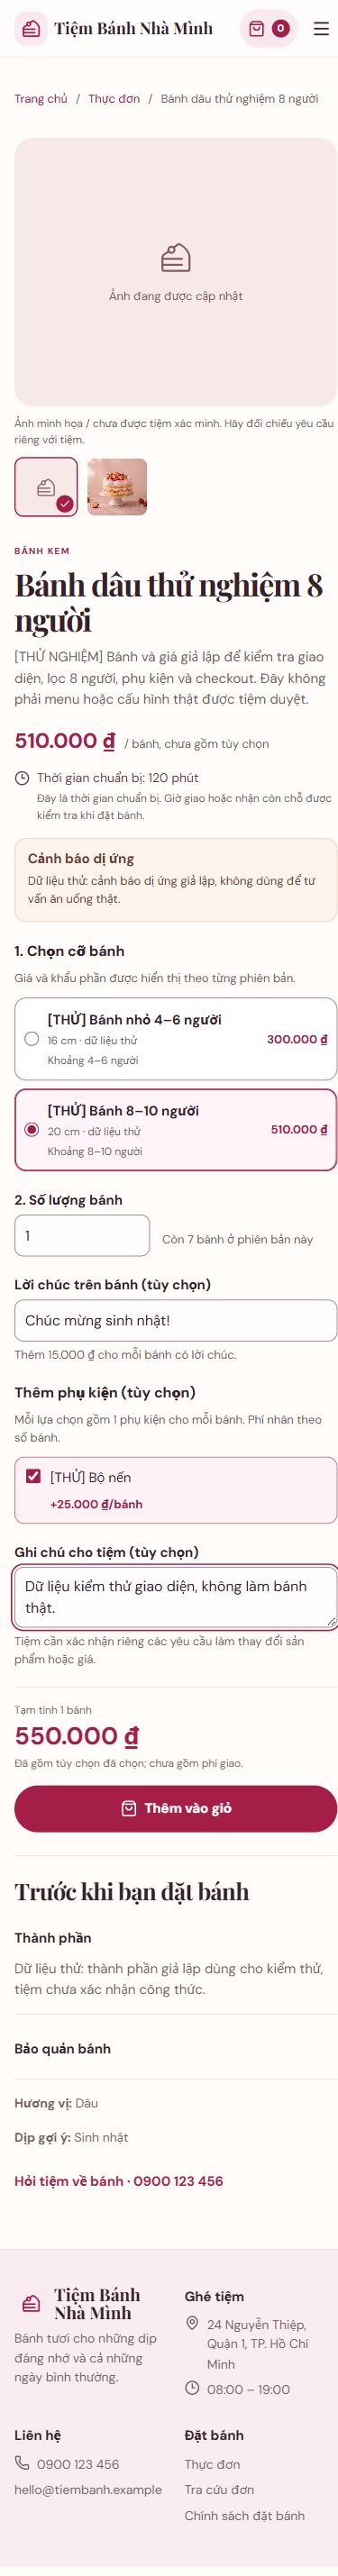 Tiệm Bánh Nhà Mình
0
Trang chủ / Thực đơn / Bánh dâu thử nghiệm 8 người
Ảnh đang được cập nhật
Ảnh minh họa / chưa được tiệm xác minh. Hãy đối chiếu yêu cầu
riêng với tiệm.
BÁNH KEM
Bánh dâu thử nghiệm 8
người
[THỬ NGHIỆM] Bánh và giá giả lập để kiểm tra giao
diện, lọc 8 người, phụ kiện và checkout. Đây không
phải menu hoặc cấu hình thật được tiệm duyệt.
510.000 ₫ / bánh, chưa gồm tùy chọn
Thời gian chuẩn bị: 120 phút
Đây là thời gian chuẩn bị. Giờ giao hoặc nhận còn chỗ được
kiểm tra khi đặt bánh.
Cảnh báo dị ứng
Dữ liệu thử: cảnh báo dị ứng giả lập, không dùng để tư
vấn ăn uống thật.
1. Chọn cỡ bánh
Giá và khẩu phần được hiển thị theo từng phiên bản.
[THỬ] Bánh nhỏ 4–6 người
16 cm · dữ liệu thử
300.000 ₫
Khoảng 4–6 người
[THỬ] Bánh 8–10 người
20 cm · dữ liệu thử
510.000 ₫
Khoảng 8–10 người
2. Số lượng bánh
1
Còn 7 bánh ở phiên bản này
Lời chúc trên bánh (tùy chọn)
Chúc mừng sinh nhật!
Thêm 15.000 ₫ cho mỗi bánh có lời chúc.
Thêm phụ kiện (tùy chọn)
Mỗi lựa chọn gồm 1 phụ kiện cho mỗi bánh. Phí nhân theo
số bánh.
[THỬ] Bộ nến
+25.000 ₫/bánh
Ghi chú cho tiệm (tùy chọn)
Dữ liệu kiểm thử giao diện, không làm bánh
thật.
Tiệm cần xác nhận riêng các yêu cầu làm thay đổi sản
phẩm hoặc giá.
Tạm tính 1 bánh
550.000 ₫
Đã gồm tùy chọn đã chọn; chưa gồm phí giao.
Thêm vào giỏ
Trước khi bạn đặt bánh
Thành phần
Dữ liệu thử: thành phần giả lập dùng cho kiểm thử,
tiệm chưa xác nhận công thức.
Bảo quản bánh
Hương vị: Dâu
Dịp gợi ý: Sinh nhật
Hỏi tiệm về bánh · 0900 123 456
Tiệm Bánh
Nhà Mình
Bánh tươi cho những dịp
đáng nhớ và cả những
ngày bình thường.
Ghé tiệm
24 Nguyễn Thiệp,
Quận 1, TP. Hồ Chí
Minh
08:00 – 19:00
Liên hệ
0900 123 456
hello@tiembanh.example
Đặt bánh
Thực đơn
Tra cứu đơn
Chính sách đặt bánh